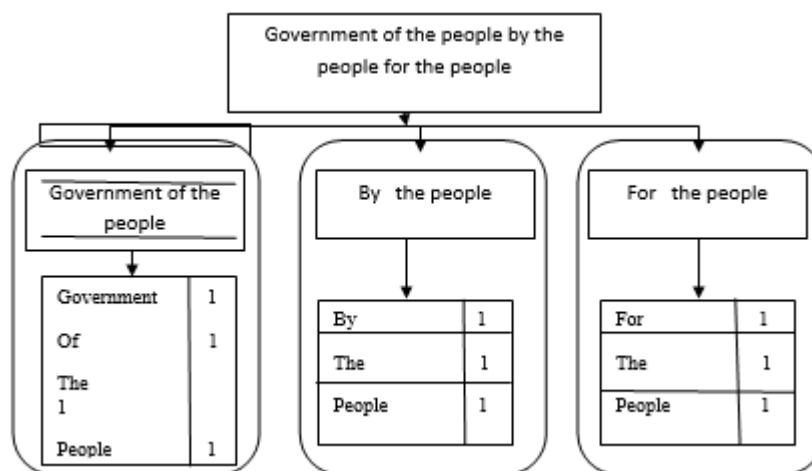 Government of the people by the
people for the people
Government of the
people
Government 1
Of 1
The
1
People 1
By the people
By 1
The 1
People 1
For the people
For 1
The 1
People 1